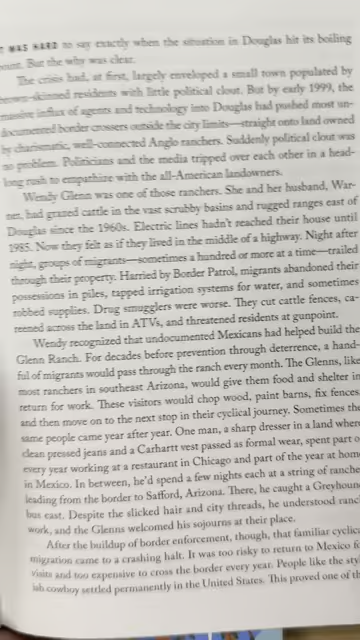 WAS HARD to say exactly when the situation in Douglas hit its boiling
point. But the why was clear.
The crisis had, at first, largely enveloped a small town populated by
brown-skinned residents with little political clout. But by early 1999, the
massive influx of agents and technology into Douglas had pushed most un-
documented border crossers outside the city limits—straight onto land owned
by charismatic, well-connected Anglo ranchers. Suddenly political clout was
no problem. Politicians and the media tripped over each other in a head-
long rush to empathize with the all-American landowners.
Wendy Glenn was one of those ranchers. She and her husband, War-
ner, had grazed cattle in the vast scrubby basins and rugged ranges east of
Douglas since the 1960s. Electric lines hadn't reached their house until
1985. Now they felt as if they lived in the middle of a highway. Night after
night, groups of migrants—sometimes a hundred or more at a time—trailed
through their property. Harried by Border Patrol, migrants abandoned their
possessions in piles, tapped irrigation systems for water, and sometimes
robbed supplies. Drug smugglers were worse. They cut cattle fences, ca-
reened across the land in ATVs, and threatened residents at gunpoint.
Wendy recognized that undocumented Mexicans had helped build the
Glenn Ranch. For decades before prevention through deterrence, a hand-
ful of migrants would pass through the ranch every month. The Glenns, like
most ranchers in southeast Arizona, would give them food and shelter in
return for work. These visitors would chop wood, paint barns, fix fences
and then move on to the next stop in their cyclical journey. Sometimes the
same people came year after year. One man, a sharp dresser in a land where
clean pressed jeans and a Carhartt vest passed as formal wear, spent part o
every year working at a restaurant in Chicago and part of the year at home
in Mexico. In between, he'd spend a few nights each at a string of ranche
leading from the border to Safford, Arizona. There, he caught a Greyhoun
bus east. Despite the slicked hair and city threads, he understood ranc
work, and the Glenns welcomed his sojourns at their place.
After the buildup of border enforcement, though, that familiar cyclica
migration came to a crashing halt. It was too risky to return to Mexico fo
visits and too expensive to cross the border every year. People like the sty
ish cowboy settled permanently in the United States. This proved one of th